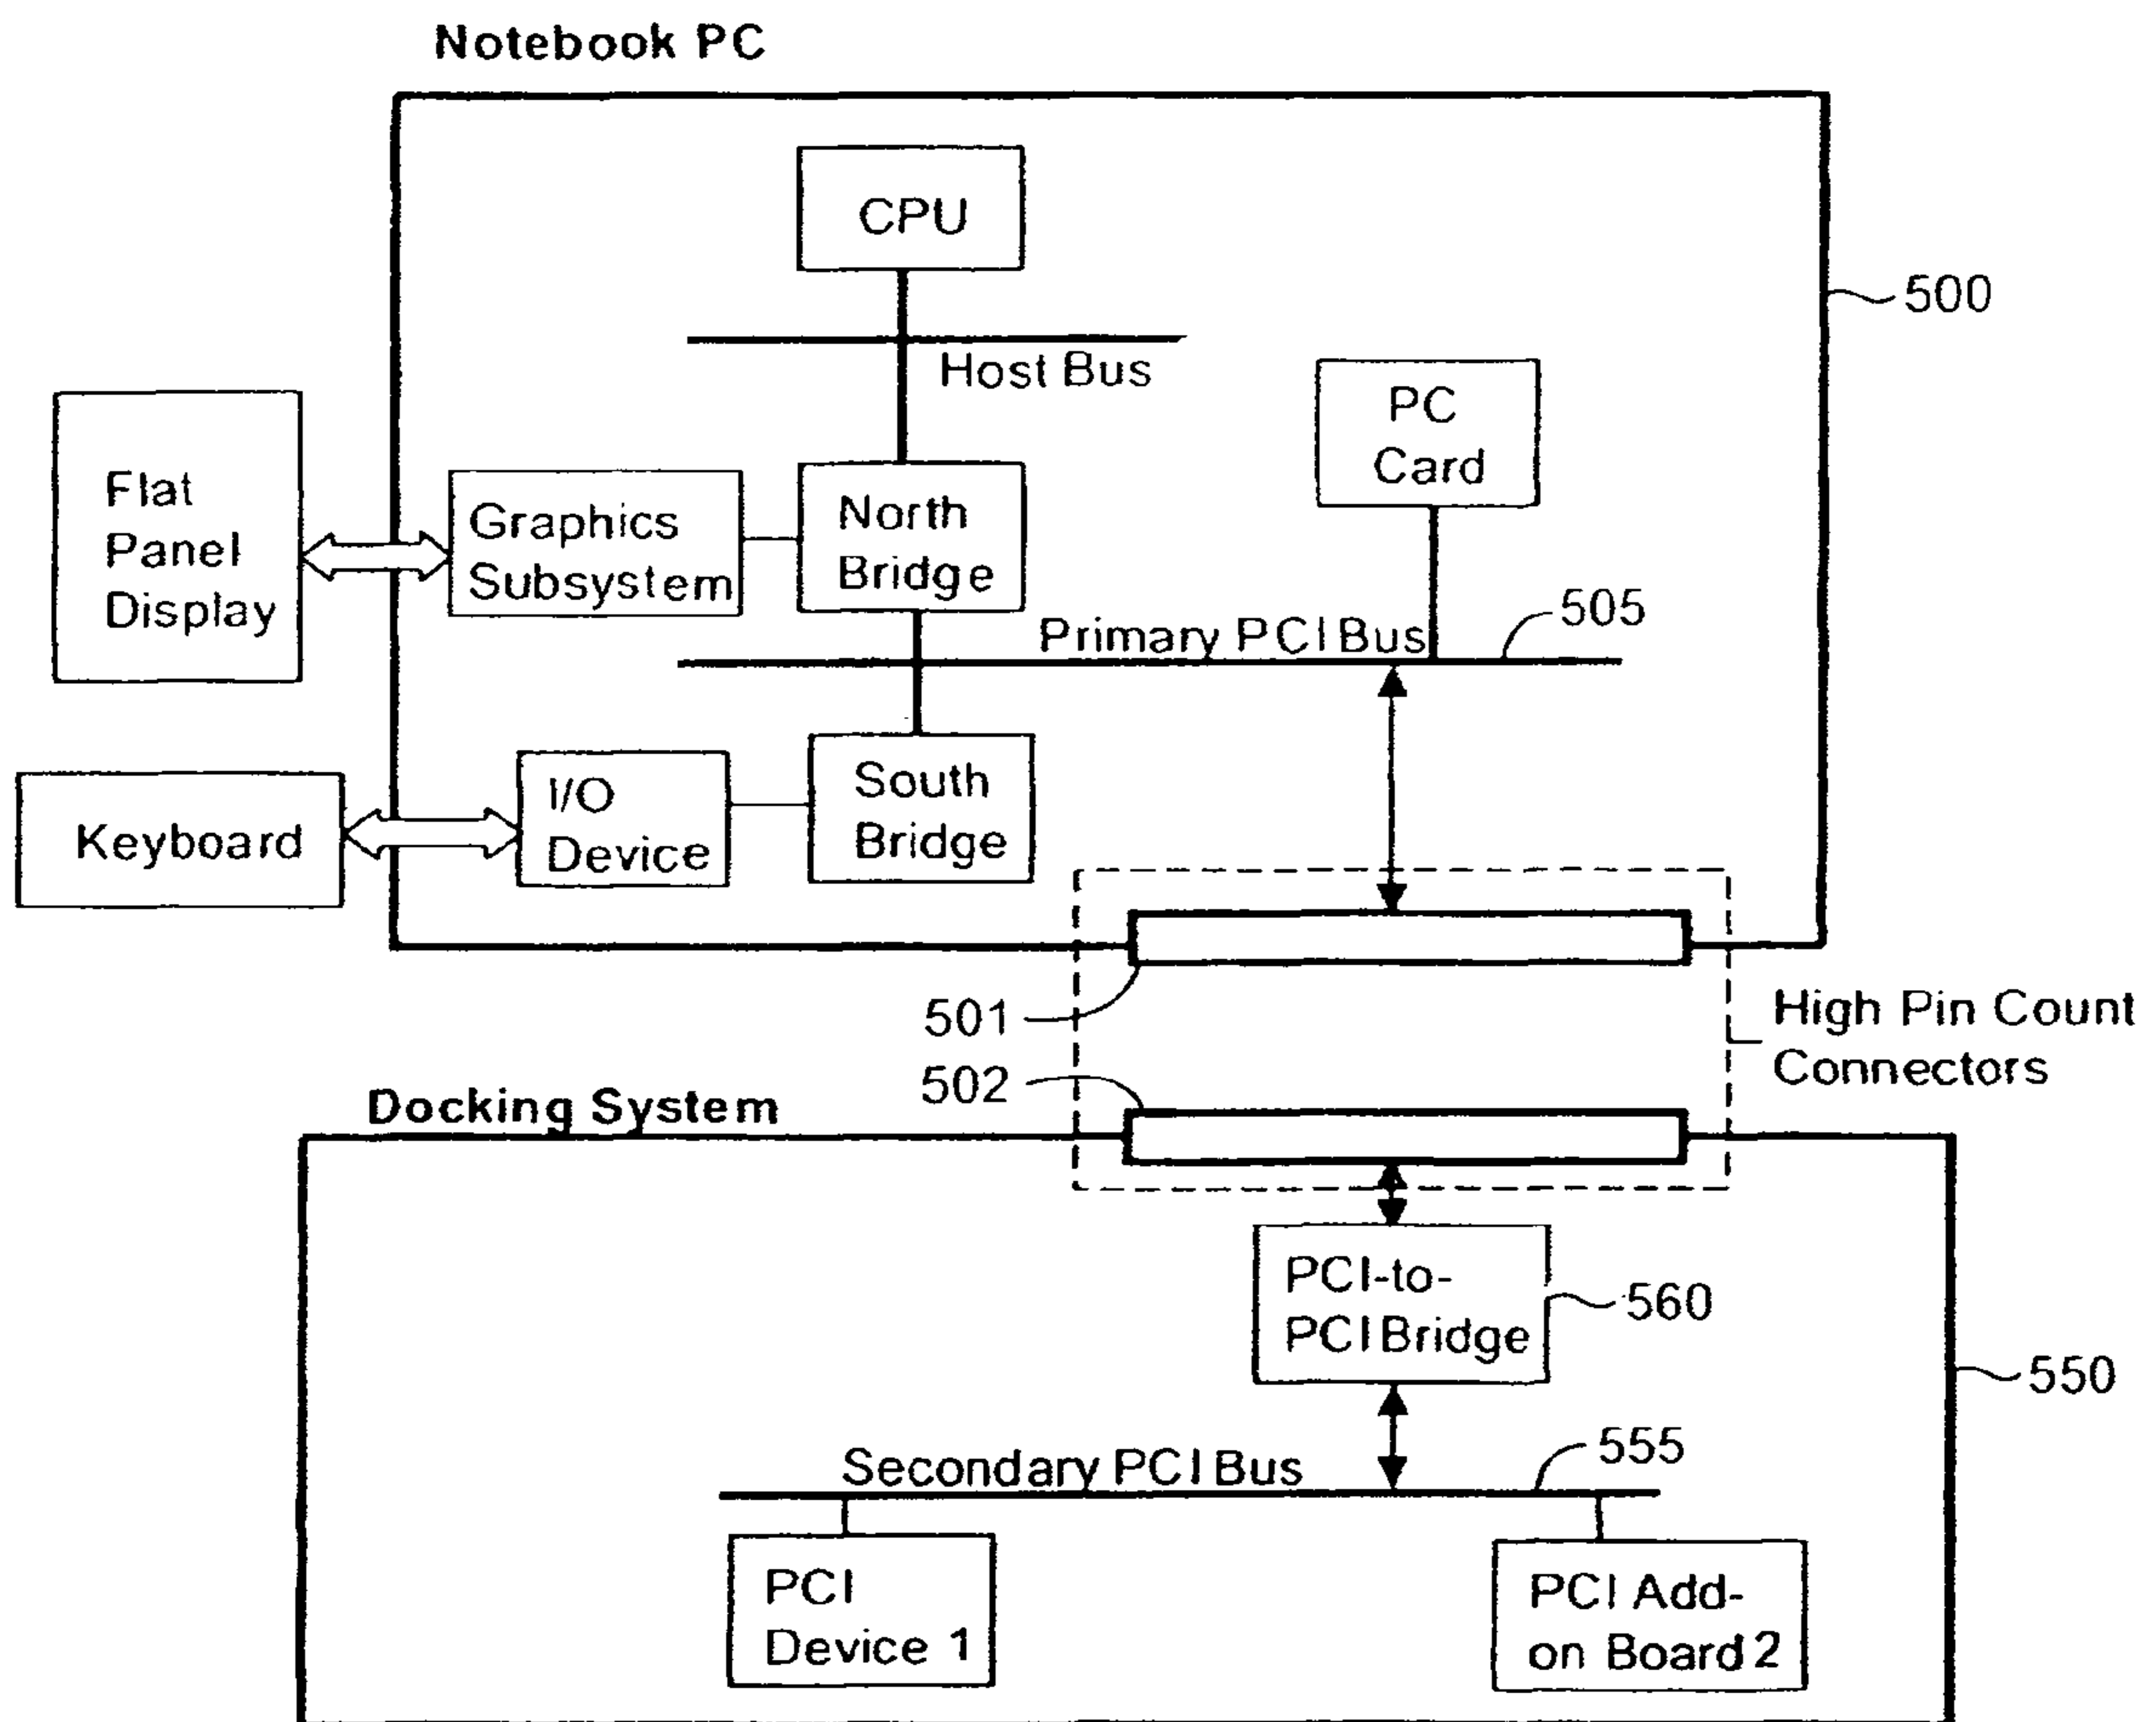 Notebook PC
CPU
500
Host Bus
PC
Card
Flat
Panel
Display
Graphics
Subsystem
North
Bridge
505
Primary PCI Bus
Keyboard
I/O
Device
South
Bridge
501
High Pin Count
Connectors
502
Docking System
PCI-to-
PCI Bridge
560
550
Secondary PCI Bus
555
PCI
Device 1
PCI Add-
on Board 2